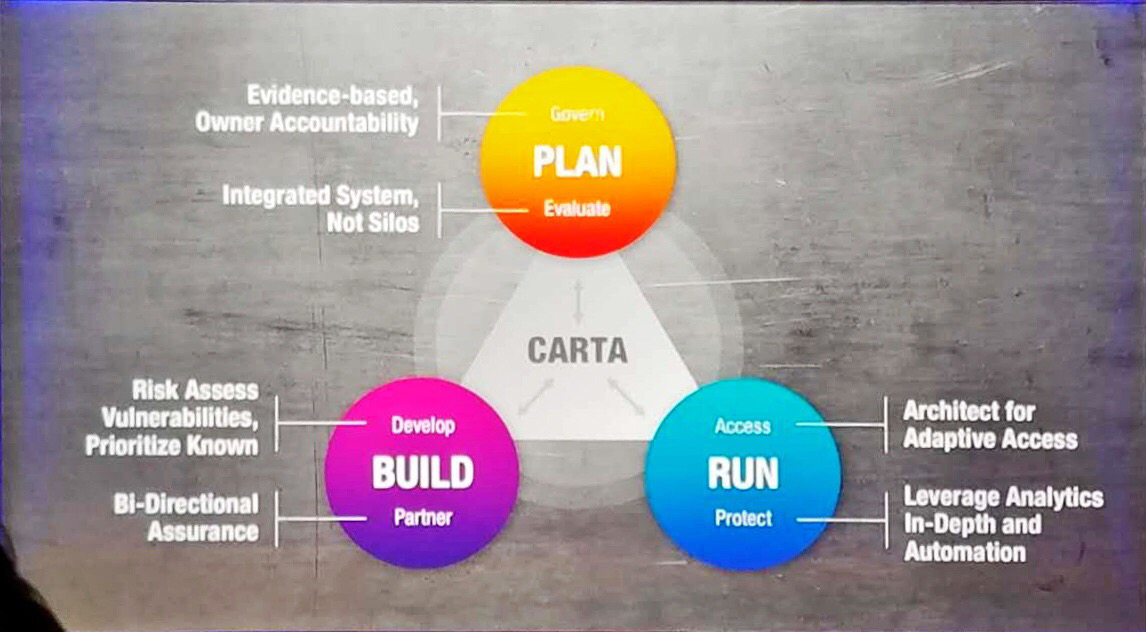 Evidence-based,
Owner Accountability
Govern
PLAN
Integrated System,
Not Silos
Evaluate
CARTA
Risk Assess
Vulnerabilities,
Prioritize Known
Develop
BUILD
Bi-Directional
Assurance
Partner
Access
RUN
Protect
Architect for
Adaptive Access
Leverage Analytics
In-Depth and
Automation